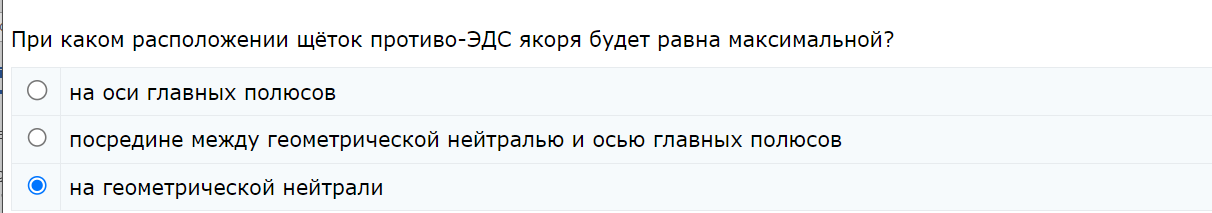 При каком расположении щёток противо-ЭДС якоря будет равна максимальной?
на оси главных полюсов
посредине между геометрической нейтралью и осью главных полюсов
на геометрической нейтрали